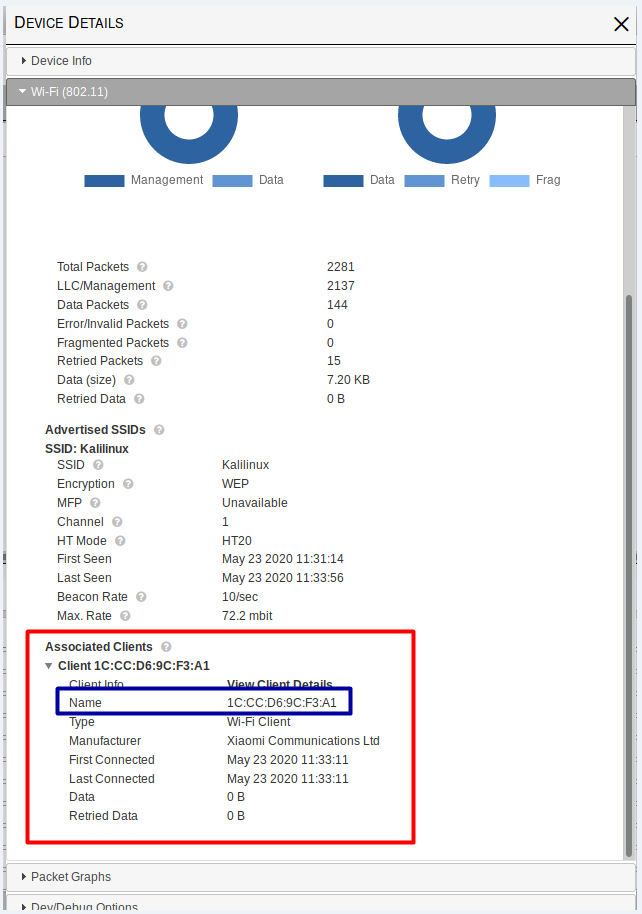 DEVICE DETAILS
Device Info
Wi-Fi (802.11)
Management Data Data Retry Frag
Total Packets ? 2281
LLC/Management ? 2137
Data Packets ? 144
Error/Invalid Packets ? 0
Fragmented Packets ? 0
Retried Packets ? 15
Data (size) ? 7.20 KB
Retried Data ? 0 B
Advertised SSIDs ?
SSID: Kalilinux
SSID ? Kalilinux
Encryption ? WEP
MFP ? Unavailable
Channel ? 1
HT Mode ? HT20
First Seen May 23 2020 11:31:14
Last Seen May 23 2020 11:33:56
Beacon Rate ? 10/sec
Max. Rate ? 72.2 mbit
Associated Clients ?
Client 1C:CC:D6:9C:F3:A1
Client Info View Client Details
Name 1C:CC:D6:9C:F3:A1
Type Wi-Fi Client
Manufacturer Xiaomi Communications Ltd
First Connected May 23 2020 11:33:11
Last Connected May 23 2020 11:33:11
Data 0 B
Retried Data 0 B
Packet Graphs
Dev/Debug Options